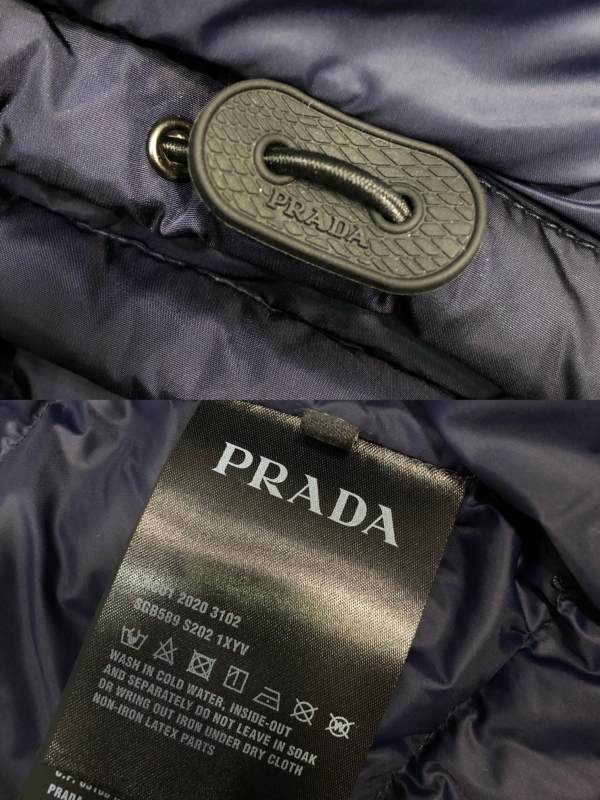 PRADA
PRADA
2020 3102
SGB589 S202 1XYV
WASH IN COLD WATER, INSIDE-OUT
AND SEPARATELY DO NOT LEAVE IN SOAK
OR WRING OUT IRON UNDER DRY CLOTH
NON-IRON LATEX PARTS
PRADA